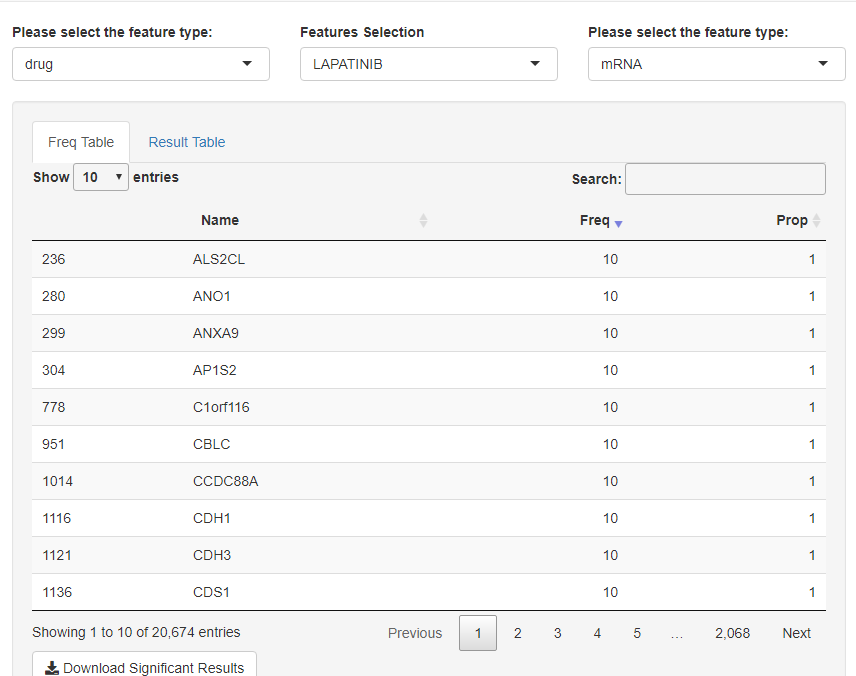 Please select the feature type: Features Selection Please select the feature type:
drug LAPATINIB mRNA
Freq Table Result Table
Show 10 entries Search:
Name Freq Prop
236 ALS2CL 10 1
280 ANO1 10 1
299 ANXA9 10 1
304 AP1S2 10 1
778 C1orf116 10 1
951 CBLC 10 1
1014 CCDC88A 10 1
1116 CDH1 10 1
1121 CDH3 10 1
1136 CDS1 10 1
Showing 1 to 10 of 20,674 entries Previous 1 2 3 4 5 … 2,068 Next
Download Significant Results